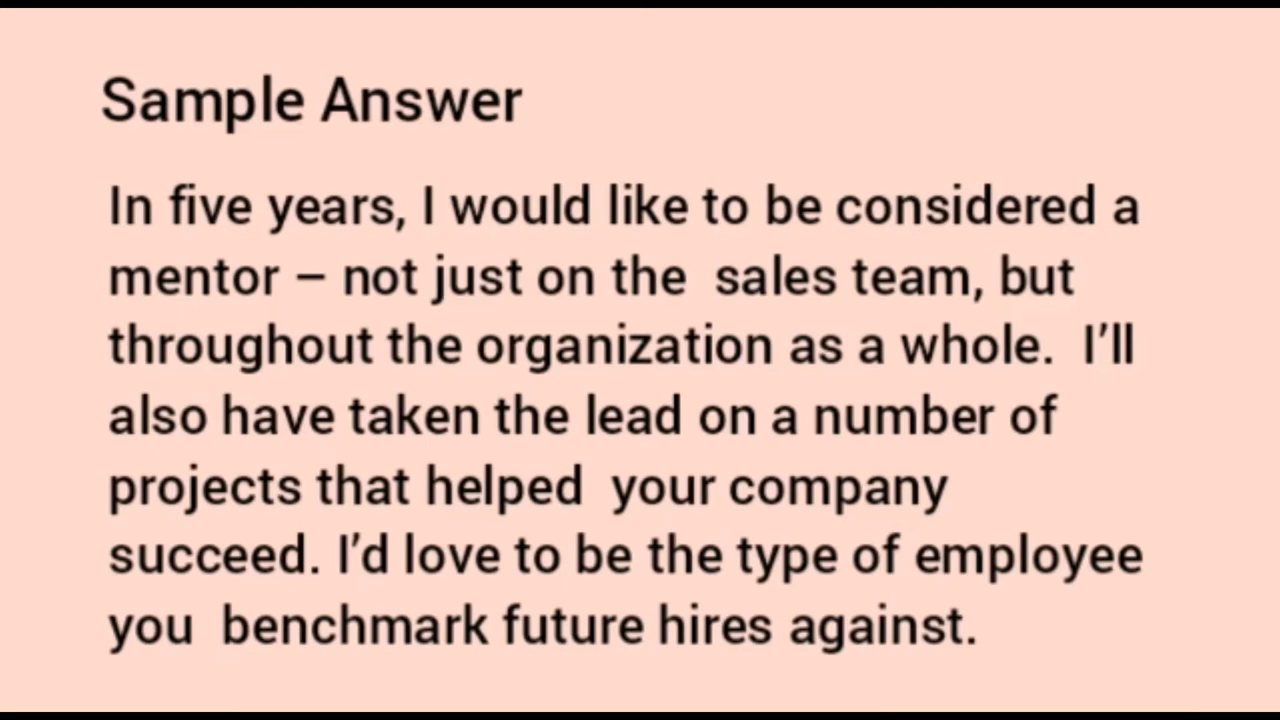 Sample Answer
In five years, I would like to be considered a
mentor – not just on the  sales team, but
throughout the organization as a whole.  I’ll
also have taken the lead on a number of
projects that helped  your company
succeed. I’d love to be the type of employee
you  benchmark future hires against.